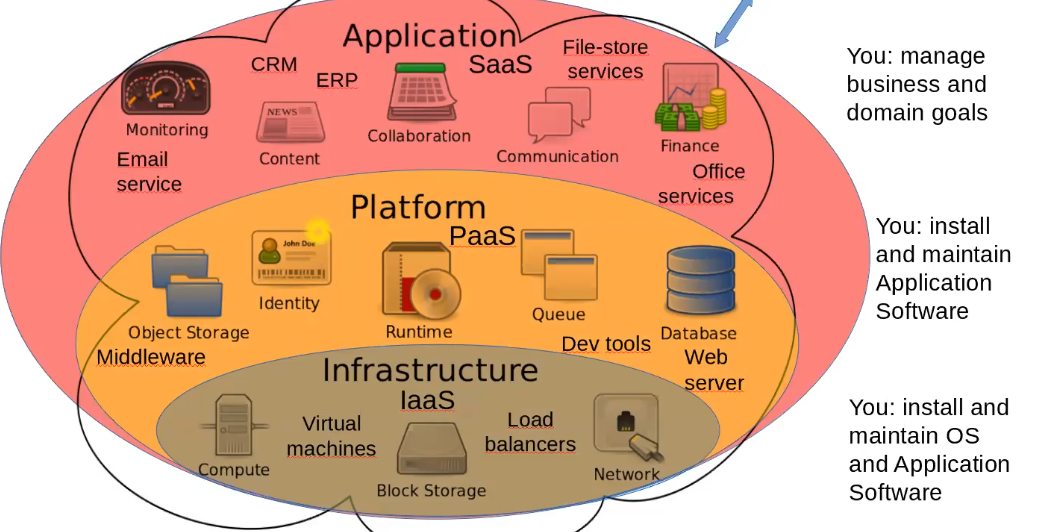 Application
SaaS
CRM
ERP
File-store
services
Monitoring
NEWS
Content
Collaboration
Communication
Finance
Email
service
Office
services
You: manage
business and
domain goals
Platform
PaaS
John Doe
Identity
Object Storage
Runtime
Queue
Database
Middleware
Dev tools
Web
server
You: install
and maintain
Application
Software
Infrastructure
IaaS
Virtual
machines
Load
balancers
Compute
Block Storage
Network
You: install and
maintain OS
and Application
Software